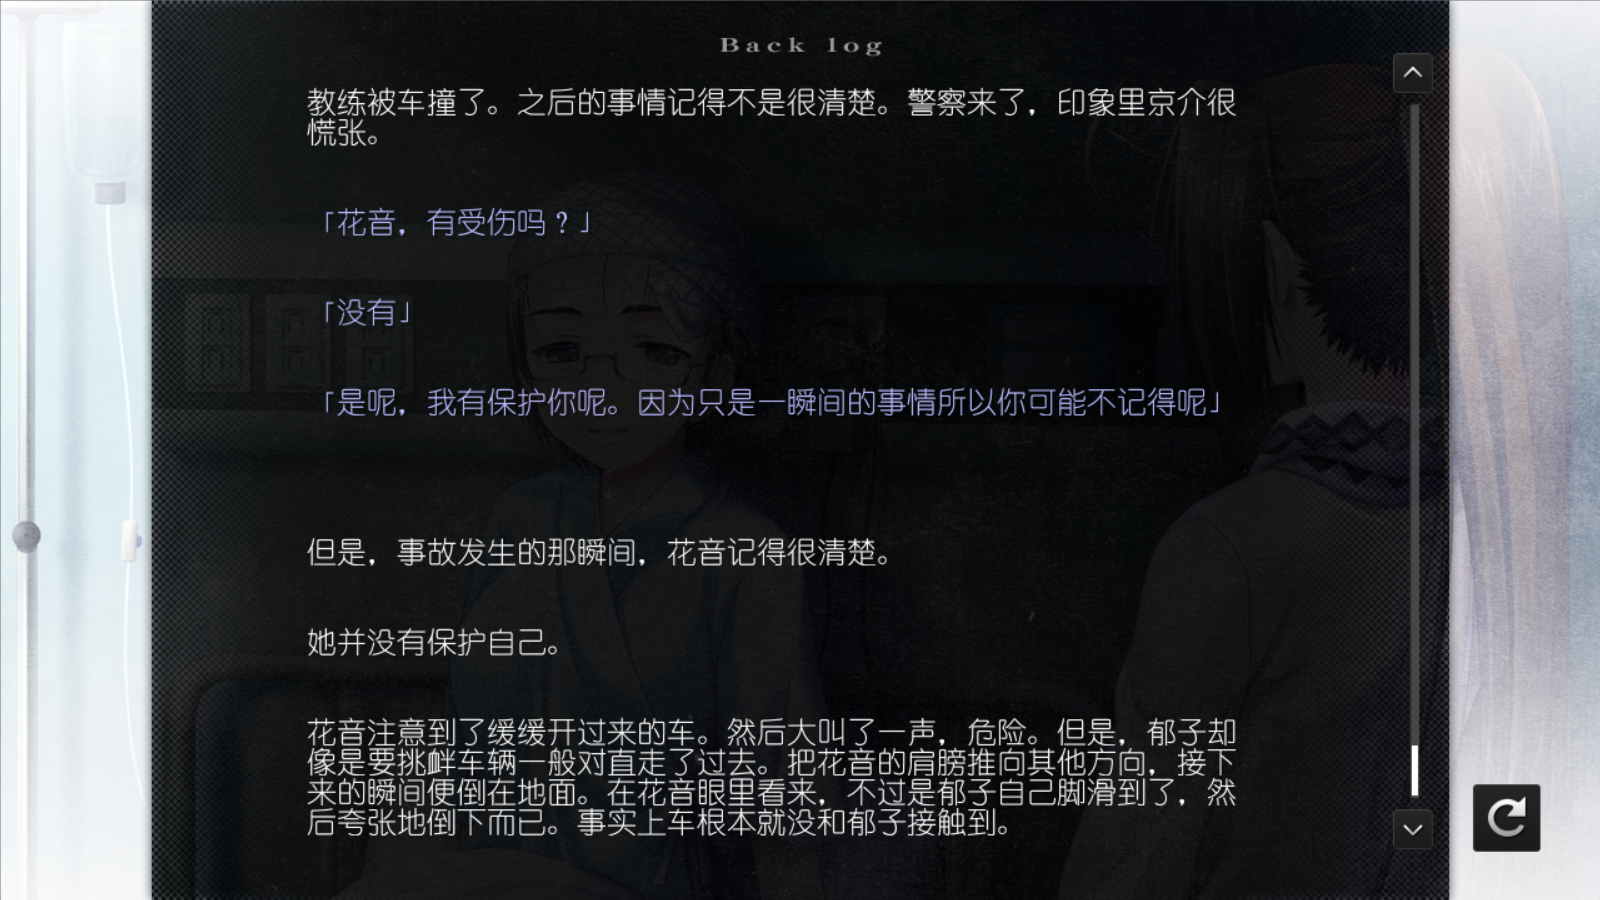 Back log
教练被车撞了。之后的事情记得不是很清楚。警察来了，印象里京介很
慌张。
「花音，有受伤吗？」
「没有」
「是呢，我有保护你呢。因为只是一瞬间的事情所以你可能不记得呢」
但是，事故发生的那瞬间，花音记得很清楚。
她并没有保护自己。
花音注意到了缓缓开过来的车。然后大叫了一声，危险。但是，郁子却
像是要挑衅车辆一般对直走了过去。把花音的肩膀推向其他方向，接下
来的瞬间便倒在地面。在花音眼里看来，不过是郁子自己脚滑到了，然
后夸张地倒下而已。事实上车根本就没和郁子接触到。